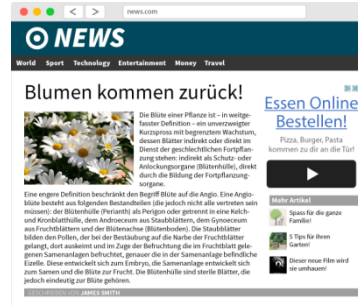 news.com
NEWS
World Sport Technology Entertainment Money Travel
Blumen kommen zurück!
Die Blüte einer Pflanze ist – in weitge-
fasster Definition – ein unverzweigter
Kurzspross mit begrenztem Wachstum,
dessen Blätter indirekt oder direkt im
Dienst der geschlechtlichen Fortpflan-
zung stehen: indirekt als Schutz- oder
Anlockungsorgane (Blütenhülle), direkt
durch die Bildung der Fortpflanzung-
sorgane.
Eine engere Definition beschränkt den Begriff Blüte auf die Angio. Eine Angio-
blüte besteht aus folgenden Bestandteilen (die jedoch nicht alle vertreten sein
müssen): der Blütenhülle (Perianth) als Perigon oder getrennt in eine Kelch-
und Kronblatthülle, dem Androeceum aus Staubblättern, dem Gynoeceum
aus Fruchtblättern und der Blütenachse (Blütenboden). Die Staubblätter
bilden den Pollen, der bei der Bestäubung auf die Narbe der Fruchtblätter
gelangt, dort auskeimt und im Zuge der Befruchtung die im Fruchtblatt gele-
genen Samenanlagen befruchtet, genauer die in der Samenanlage befindliche
Eizelle. Diese entwickelt sich zum Embryo, die Samenanlage entwickelt sich
zum Samen und die Blüte zur Frucht. Die Blütenhülle sind sterile Blätter, die
jedoch eindeutig zur Blüte gehören.
GESCHRIEBEN VON JAMES SMITH
Essen Online
Bestellen!
Pizza, Burger, Pasta
kommen zu dir an die Tür!
Mehr Artikel
Spass für die ganze
Familie!
5 Tips für ihren
Garten!
Dieser neue Film wird
sie umhauen!